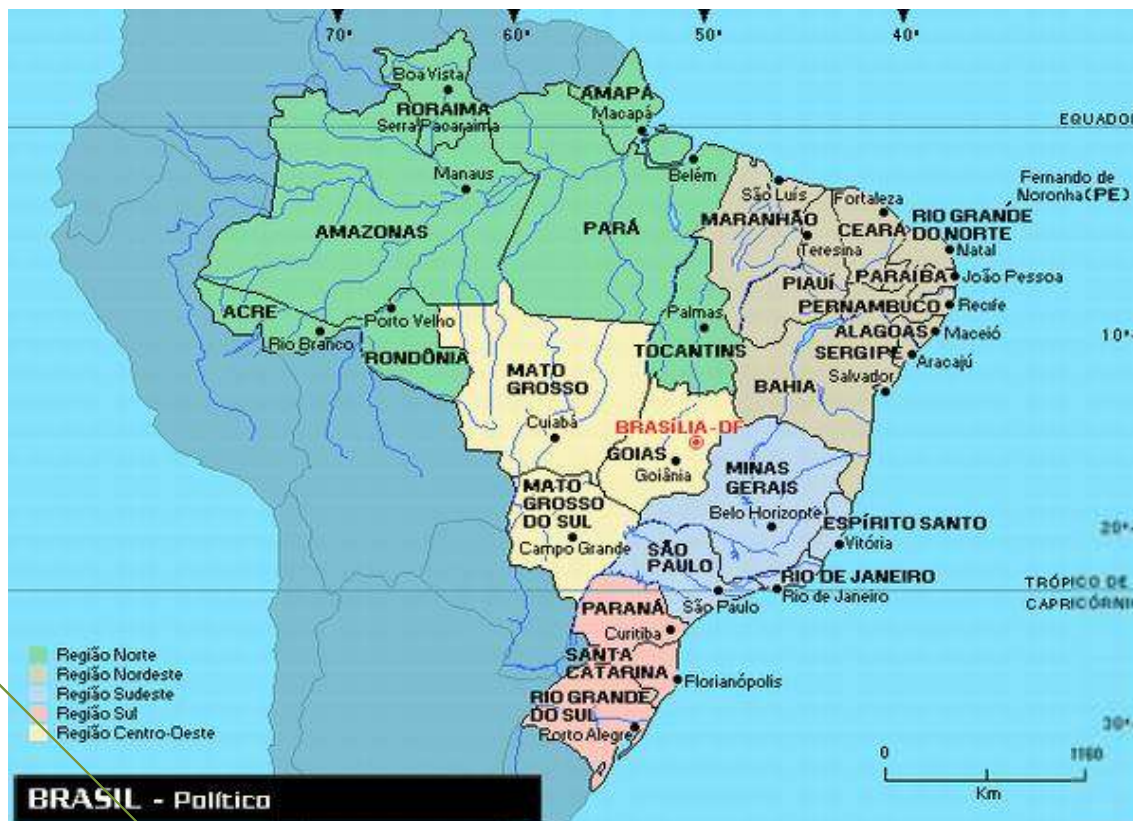 70°
60°
50°
40°
Boa Vista
RORAIMA
Serra Pacaraima
AMAPÁ
Macapá
EQUADOR
Manaus
Belém
São Luís
Fortaleza
Fernando de
Noronha(PE)
AMAZONAS
PARÁ
MARANHÃO
Teresina
CEARÁ
RIO GRANDE
DO NORTE
Natal
PIAUÍ
PARAÍBA
João Pessoa
ACRE
Porto Velho
Palmas
PERNAMBUCO
Recife
Rio Branco
RONDÔNIA
TOCANTINS
ALAGOAS
Maceió
10°
SERGIPE
Aracajú
MATO
GROSSO
BAHIA
Salvador
Cuiabá
BRASÍLIA-DF
GOIAS
Goiânia
MINAS
GERAIS
MATO
GROSSO
DO SUL
Belo Horizonte
ESPÍRITO SANTO
20°
Campo Grande
SÃO
PAULO
Vitória
RIO DE JANEIRO
TRÓPICO DE
São Paulo
Rio de Janeiro
CAPRICÓRNIO
PARANÁ
Curitiba
SANTA
CATARINA
Florianópolis
RIO GRANDE
DO SUL
Porto Alegre
30°
Região Norte
Região Nordeste
Região Sudeste
Região Sul
Região Centro-Oeste
0
1160
Km
BRASIL - Político